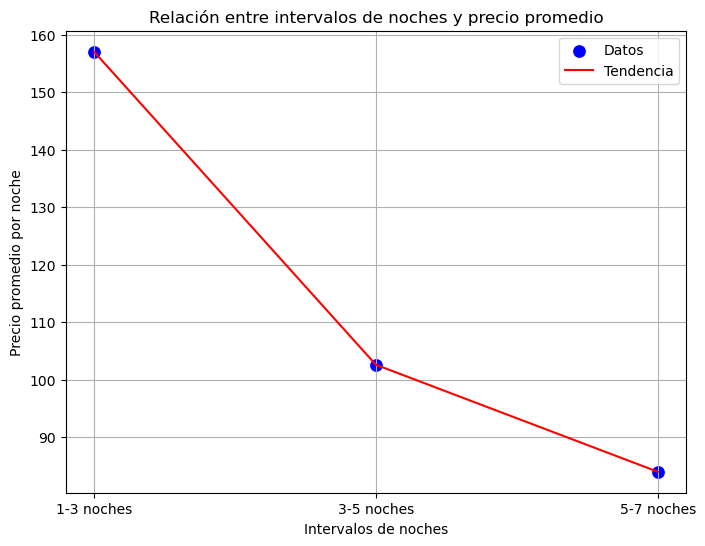 Relación entre intervalos de noches y precio promedio
Datos
Tendencia
Precio promedio por noche
160
150
140
130
120
110
100
90
1-3 noches
3-5 noches
5-7 noches
Intervalos de noches